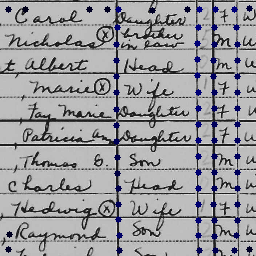 Carol Daughter F W
Nicholas X brother in law M W
t, Albert Head M W
, Marie X Wife F W
, Fay Marie Daughter F W
, Patricia Ann Daughter F W
, Thomas E. Son M W
Charles Head M W
, Hedwig X Wife F W
, Raymond Son M W